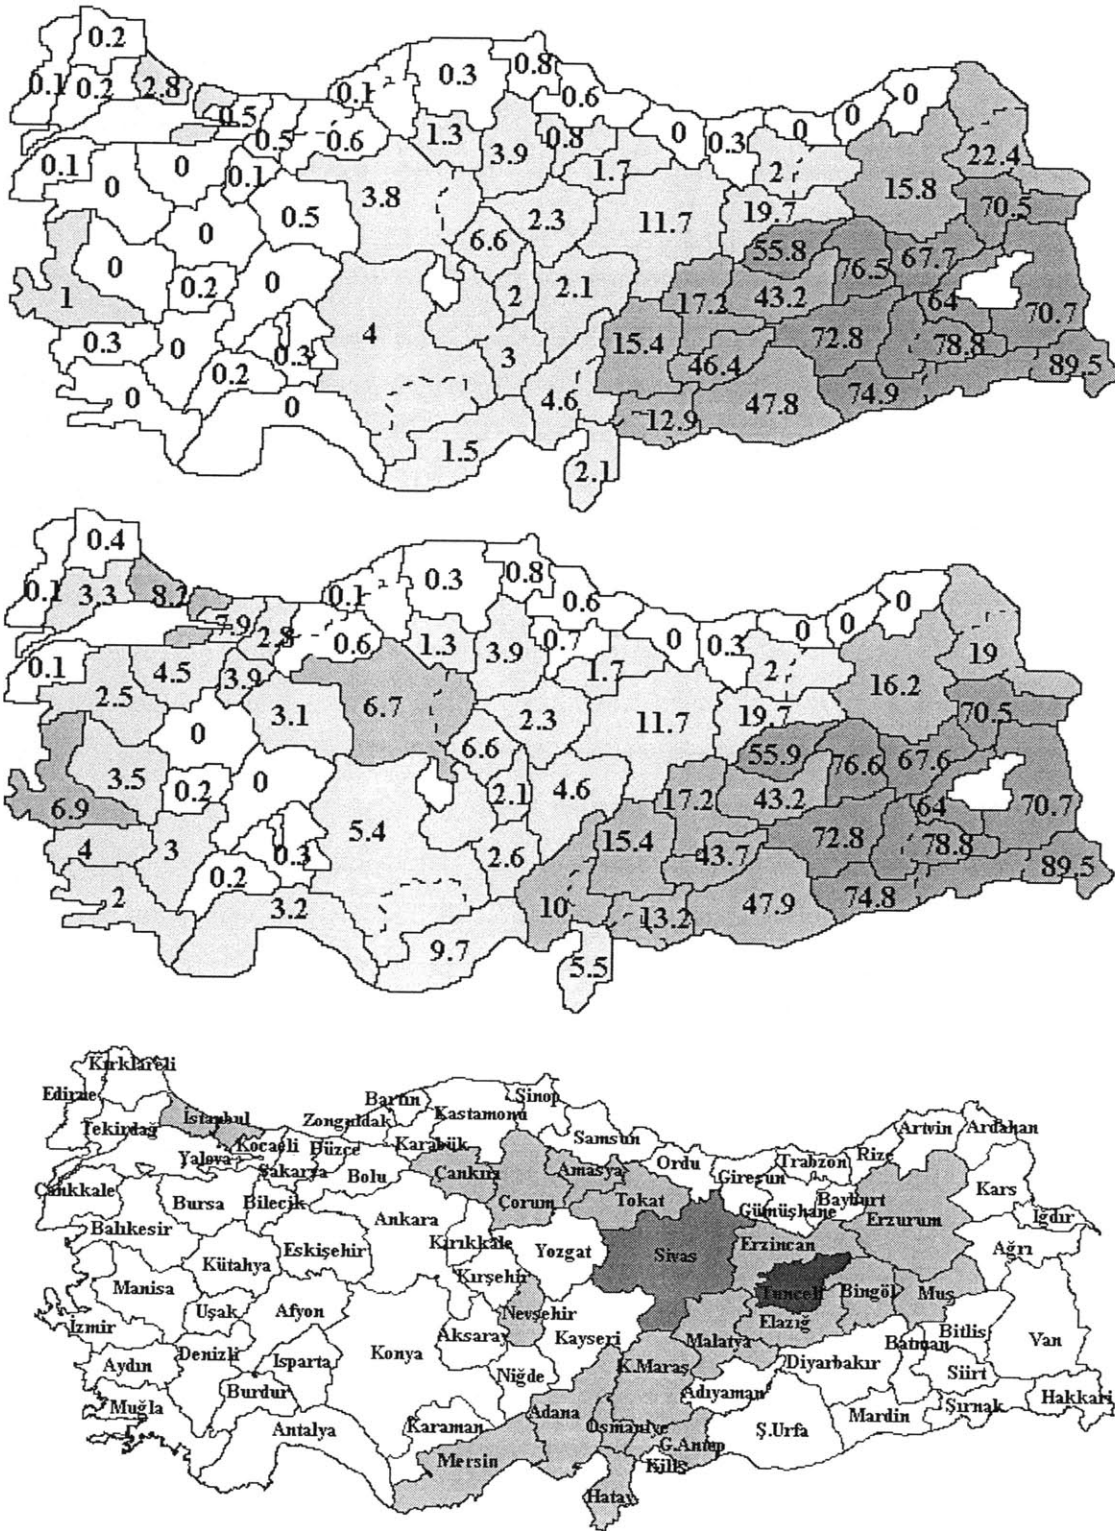 0.2
0.1
0.2
2.8
0.5
0.5
0.1
0.3
0.8
0.6
0.6
1.3
3.9
0.8
1.7
0
0.3
0
0
0
2
22.4
15.8
70.5
0.1
0
0
0.1
0.5
3.8
2.3
11.7
19.7
6.6
55.8
76.5
67.7
0
0
0.2
0
1
4
2
2.1
17.2
43.2
64
70.7
0.3
0
0.3
3
15.4
46.4
72.8
78.8
89.5
0
0.2
0
4.6
12.9
47.8
74.9
1.5
2.1
0.4
0.1
3.3
8.2
7.9
2.8
0.1
0.3
0.8
0.6
0.6
1.3
3.9
0.7
1.7
0
0.3
0
0
0
2
19
16.2
70.5
0.1
2.5
4.5
3.9
3.1
6.7
2.3
11.7
19.7
6.6
55.9
76.6
67.6
0
3.5
0.2
0
6.9
5.4
2.1
4.6
17.2
43.2
64
70.7
4
3
0.3
2.6
15.4
43.7
72.8
78.8
89.5
2
0.2
3.2
10
13.2
47.9
74.8
9.7
5.5
Kırklareli
Edirne
Tekirdağ
İstanbul
Kocaeli
Yalova
Sakarya
Düzce
Zonguldak
Bartın
Kastamonu
Sinop
Karabük
Samsun
Bolu
Çankırı
Çorum
Amasya
Tokat
Ordu
Giresun
Trabzon
Rize
Artvin
Ardahan
Kars
Iğdır
Gümüşhane
Bayburt
Erzurum
Ağrı
Çankkale
Balıkesir
Bursa
Bilecik
Eskişehir
Ankara
Kırıkkale
Yozgat
Sivas
Erzincan
Kütahya
Kırşehir
Tunceli
Bingöl
Muş
Manisa
Uşak
Afyon
Nevşehir
Kayseri
Elazığ
Malatya
İzmir
Aksaray
Konya
Niğde
Diyarbakır
Batman
Bitlis
Van
Siirt
Aydın
Denizli
Isparta
K.Maraş
Adıyaman
Mardin
Şırnak
Hakkari
Muğla
Burdur
Antalya
Karaman
Mersin
Adana
Osmaniye
G.Antep
Kilis
Ş.Urfa
Hatay